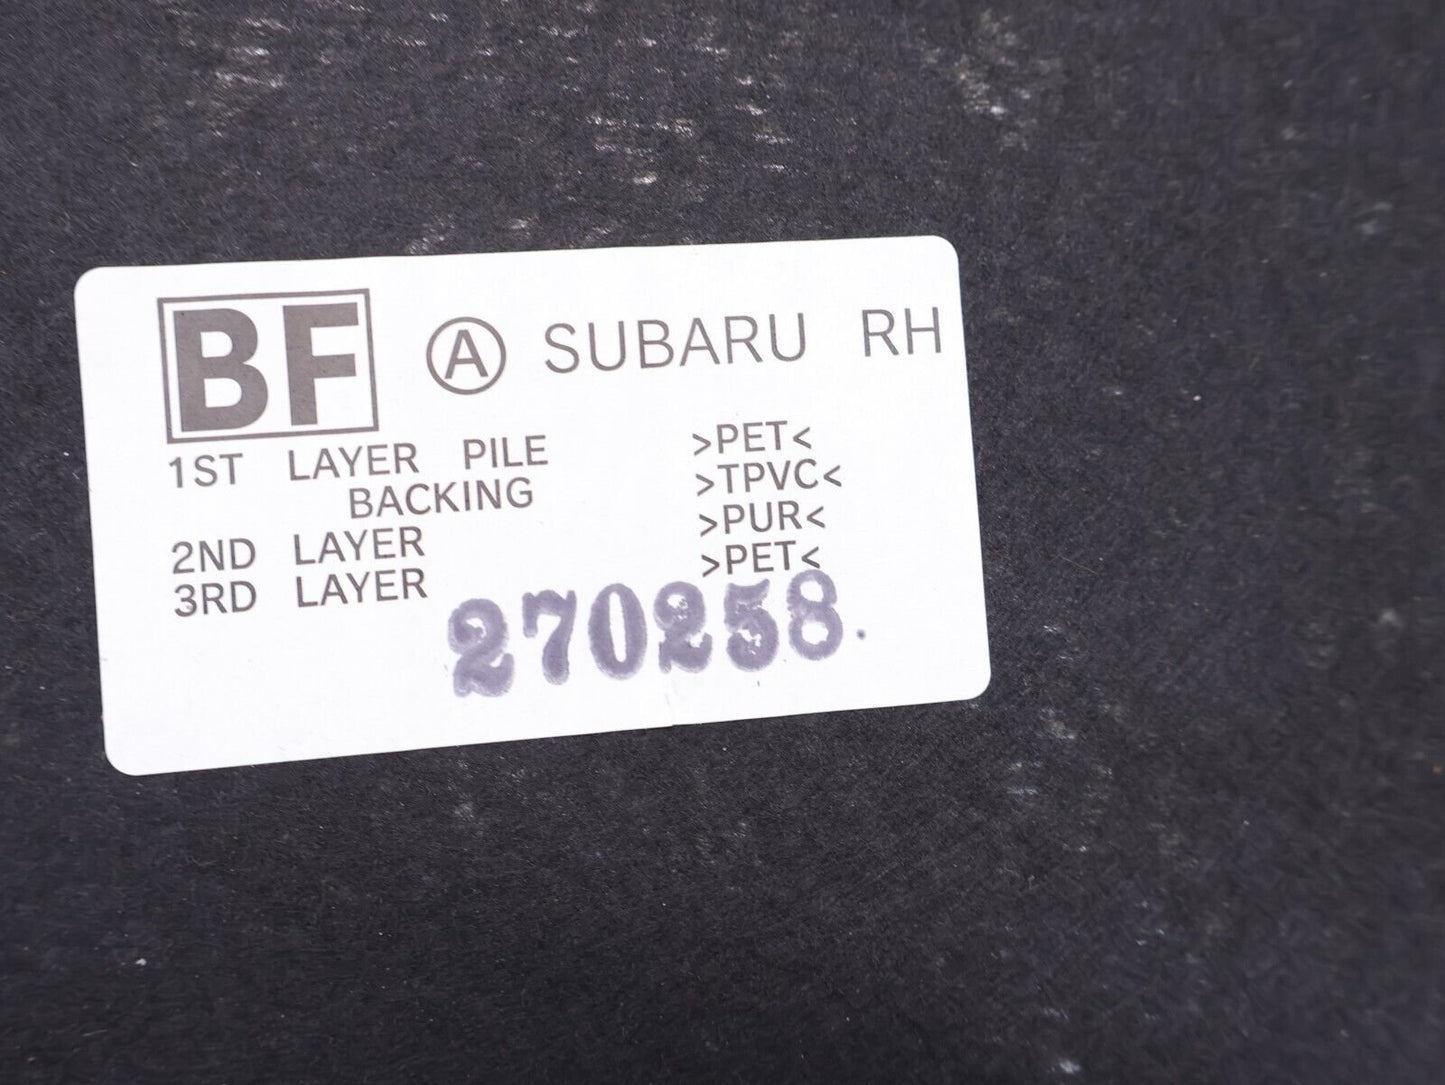 BF Ⓐ SUBARU RH
1ST LAYER PILE >PET<
BACKING >TPVC<
2ND LAYER >PUR<
3RD LAYER >PET<
270258.